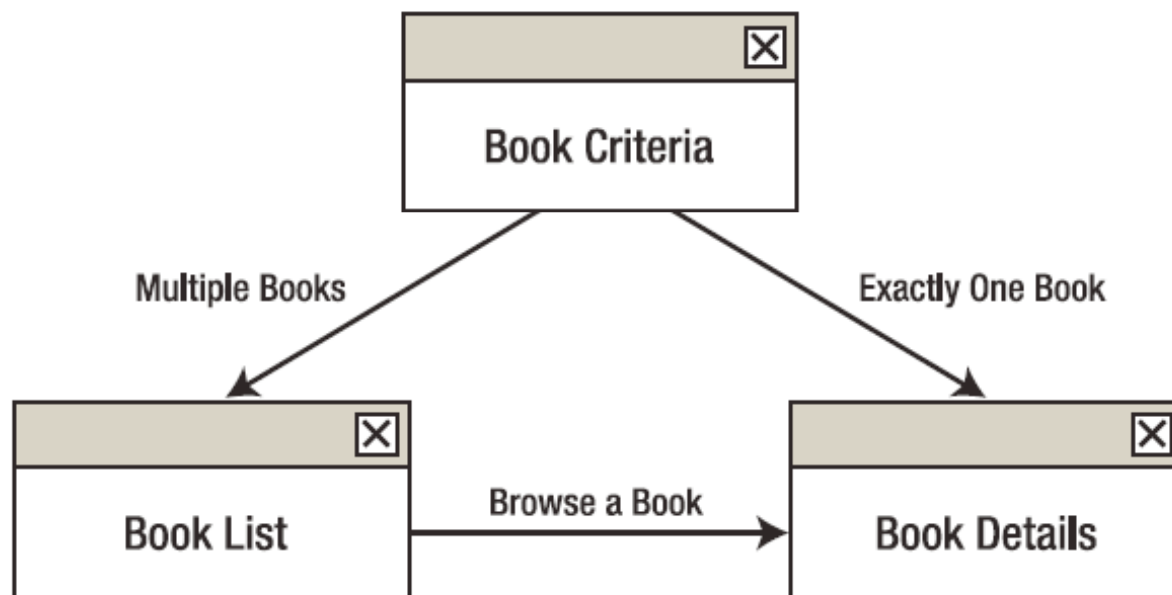 Book Criteria
Multiple Books
Exactly One Book
Book List
Browse a Book
Book Details